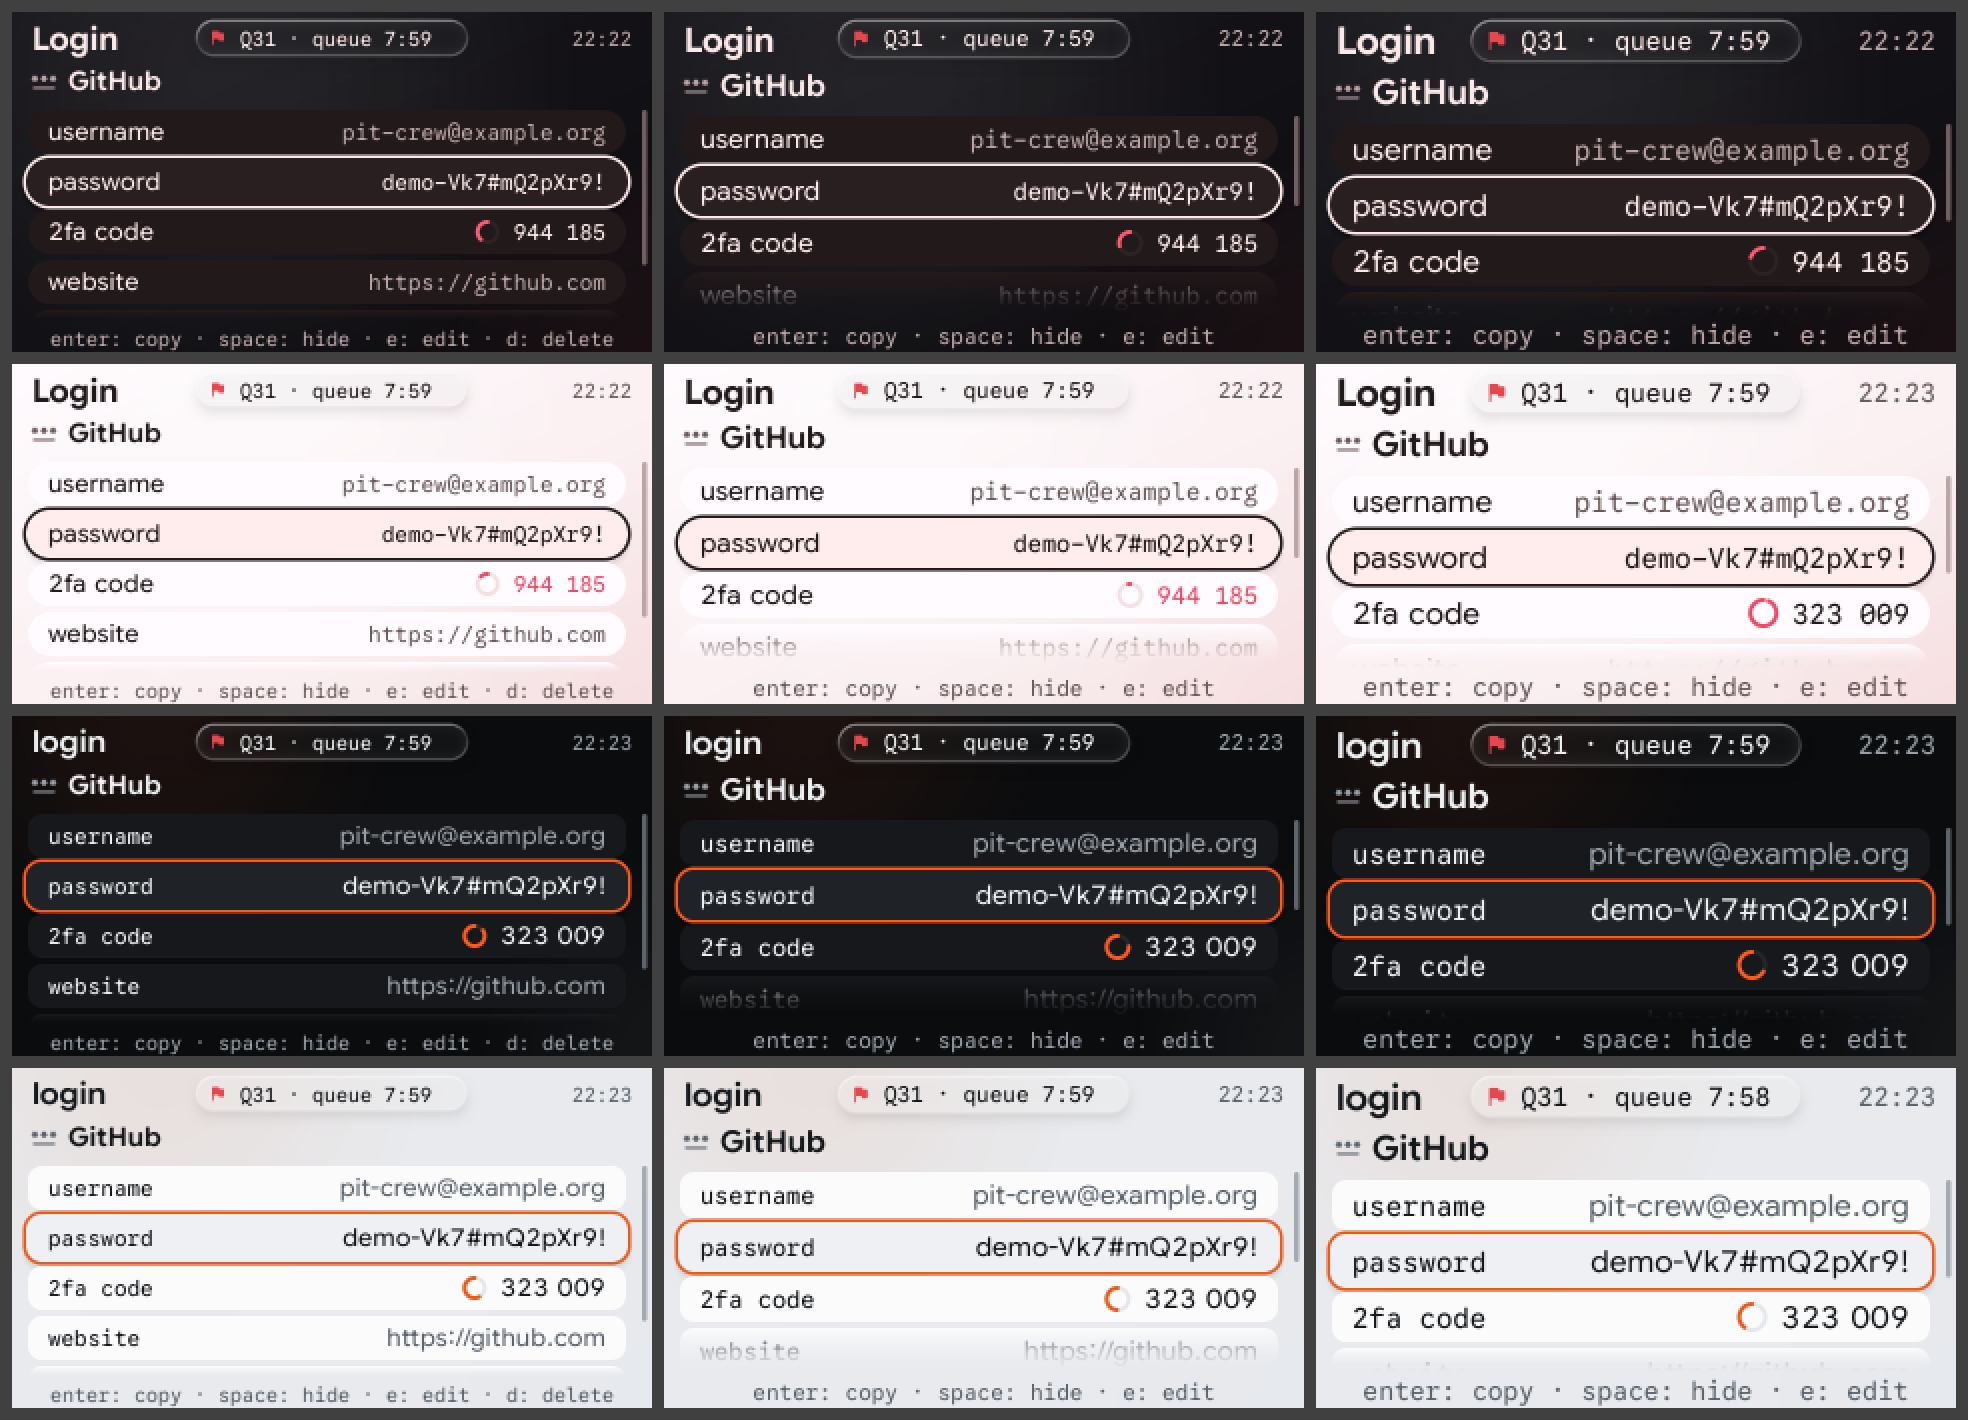 Login Q31 · queue 7:59 22:22
GitHub
username pit-crew@example.org
password demo-Vk7#mQ2pXr9!
2fa code 944 185
website https://github.com
enter: copy · space: hide · e: edit · d: delete
Login Q31 · queue 7:59 22:22
GitHub
username pit-crew@example.org
password demo-Vk7#mQ2pXr9!
2fa code 944 185
website https://github.com
enter: copy · space: hide · e: edit
Login Q31 · queue 7:59 22:22
GitHub
username pit-crew@example.org
password demo-Vk7#mQ2pXr9!
2fa code 944 185
enter: copy · space: hide · e: edit
Login Q31 · queue 7:59 22:22
GitHub
username pit-crew@example.org
password demo-Vk7#mQ2pXr9!
2fa code 944 185
website https://github.com
enter: copy · space: hide · e: edit · d: delete
Login Q31 · queue 7:59 22:22
GitHub
username pit-crew@example.org
password demo-Vk7#mQ2pXr9!
2fa code 944 185
website https://github.com
enter: copy · space: hide · e: edit
Login Q31 · queue 7:59 22:23
GitHub
username pit-crew@example.org
password demo-Vk7#mQ2pXr9!
2fa code 323 009
enter: copy · space: hide · e: edit
login Q31 · queue 7:59 22:23
GitHub
username pit-crew@example.org
password demo-Vk7#mQ2pXr9!
2fa code 323 009
website https://github.com
enter: copy · space: hide · e: edit · d: delete
login Q31 · queue 7:59 22:23
GitHub
username pit-crew@example.org
password demo-Vk7#mQ2pXr9!
2fa code 323 009
website https://github.com
enter: copy · space: hide · e: edit
login Q31 · queue 7:59 22:23
GitHub
username pit-crew@example.org
password demo-Vk7#mQ2pXr9!
2fa code 323 009
enter: copy · space: hide · e: edit
login Q31 · queue 7:59 22:23
GitHub
username pit-crew@example.org
password demo-Vk7#mQ2pXr9!
2fa code 323 009
website https://github.com
enter: copy · space: hide · e: edit · d: delete
login Q31 · queue 7:59 22:23
GitHub
username pit-crew@example.org
password demo-Vk7#mQ2pXr9!
2fa code 323 009
website https://github.com
enter: copy · space: hide · e: edit
login Q31 · queue 7:58 22:23
GitHub
username pit-crew@example.org
password demo-Vk7#mQ2pXr9!
2fa code 323 009
enter: copy · space: hide · e: edit